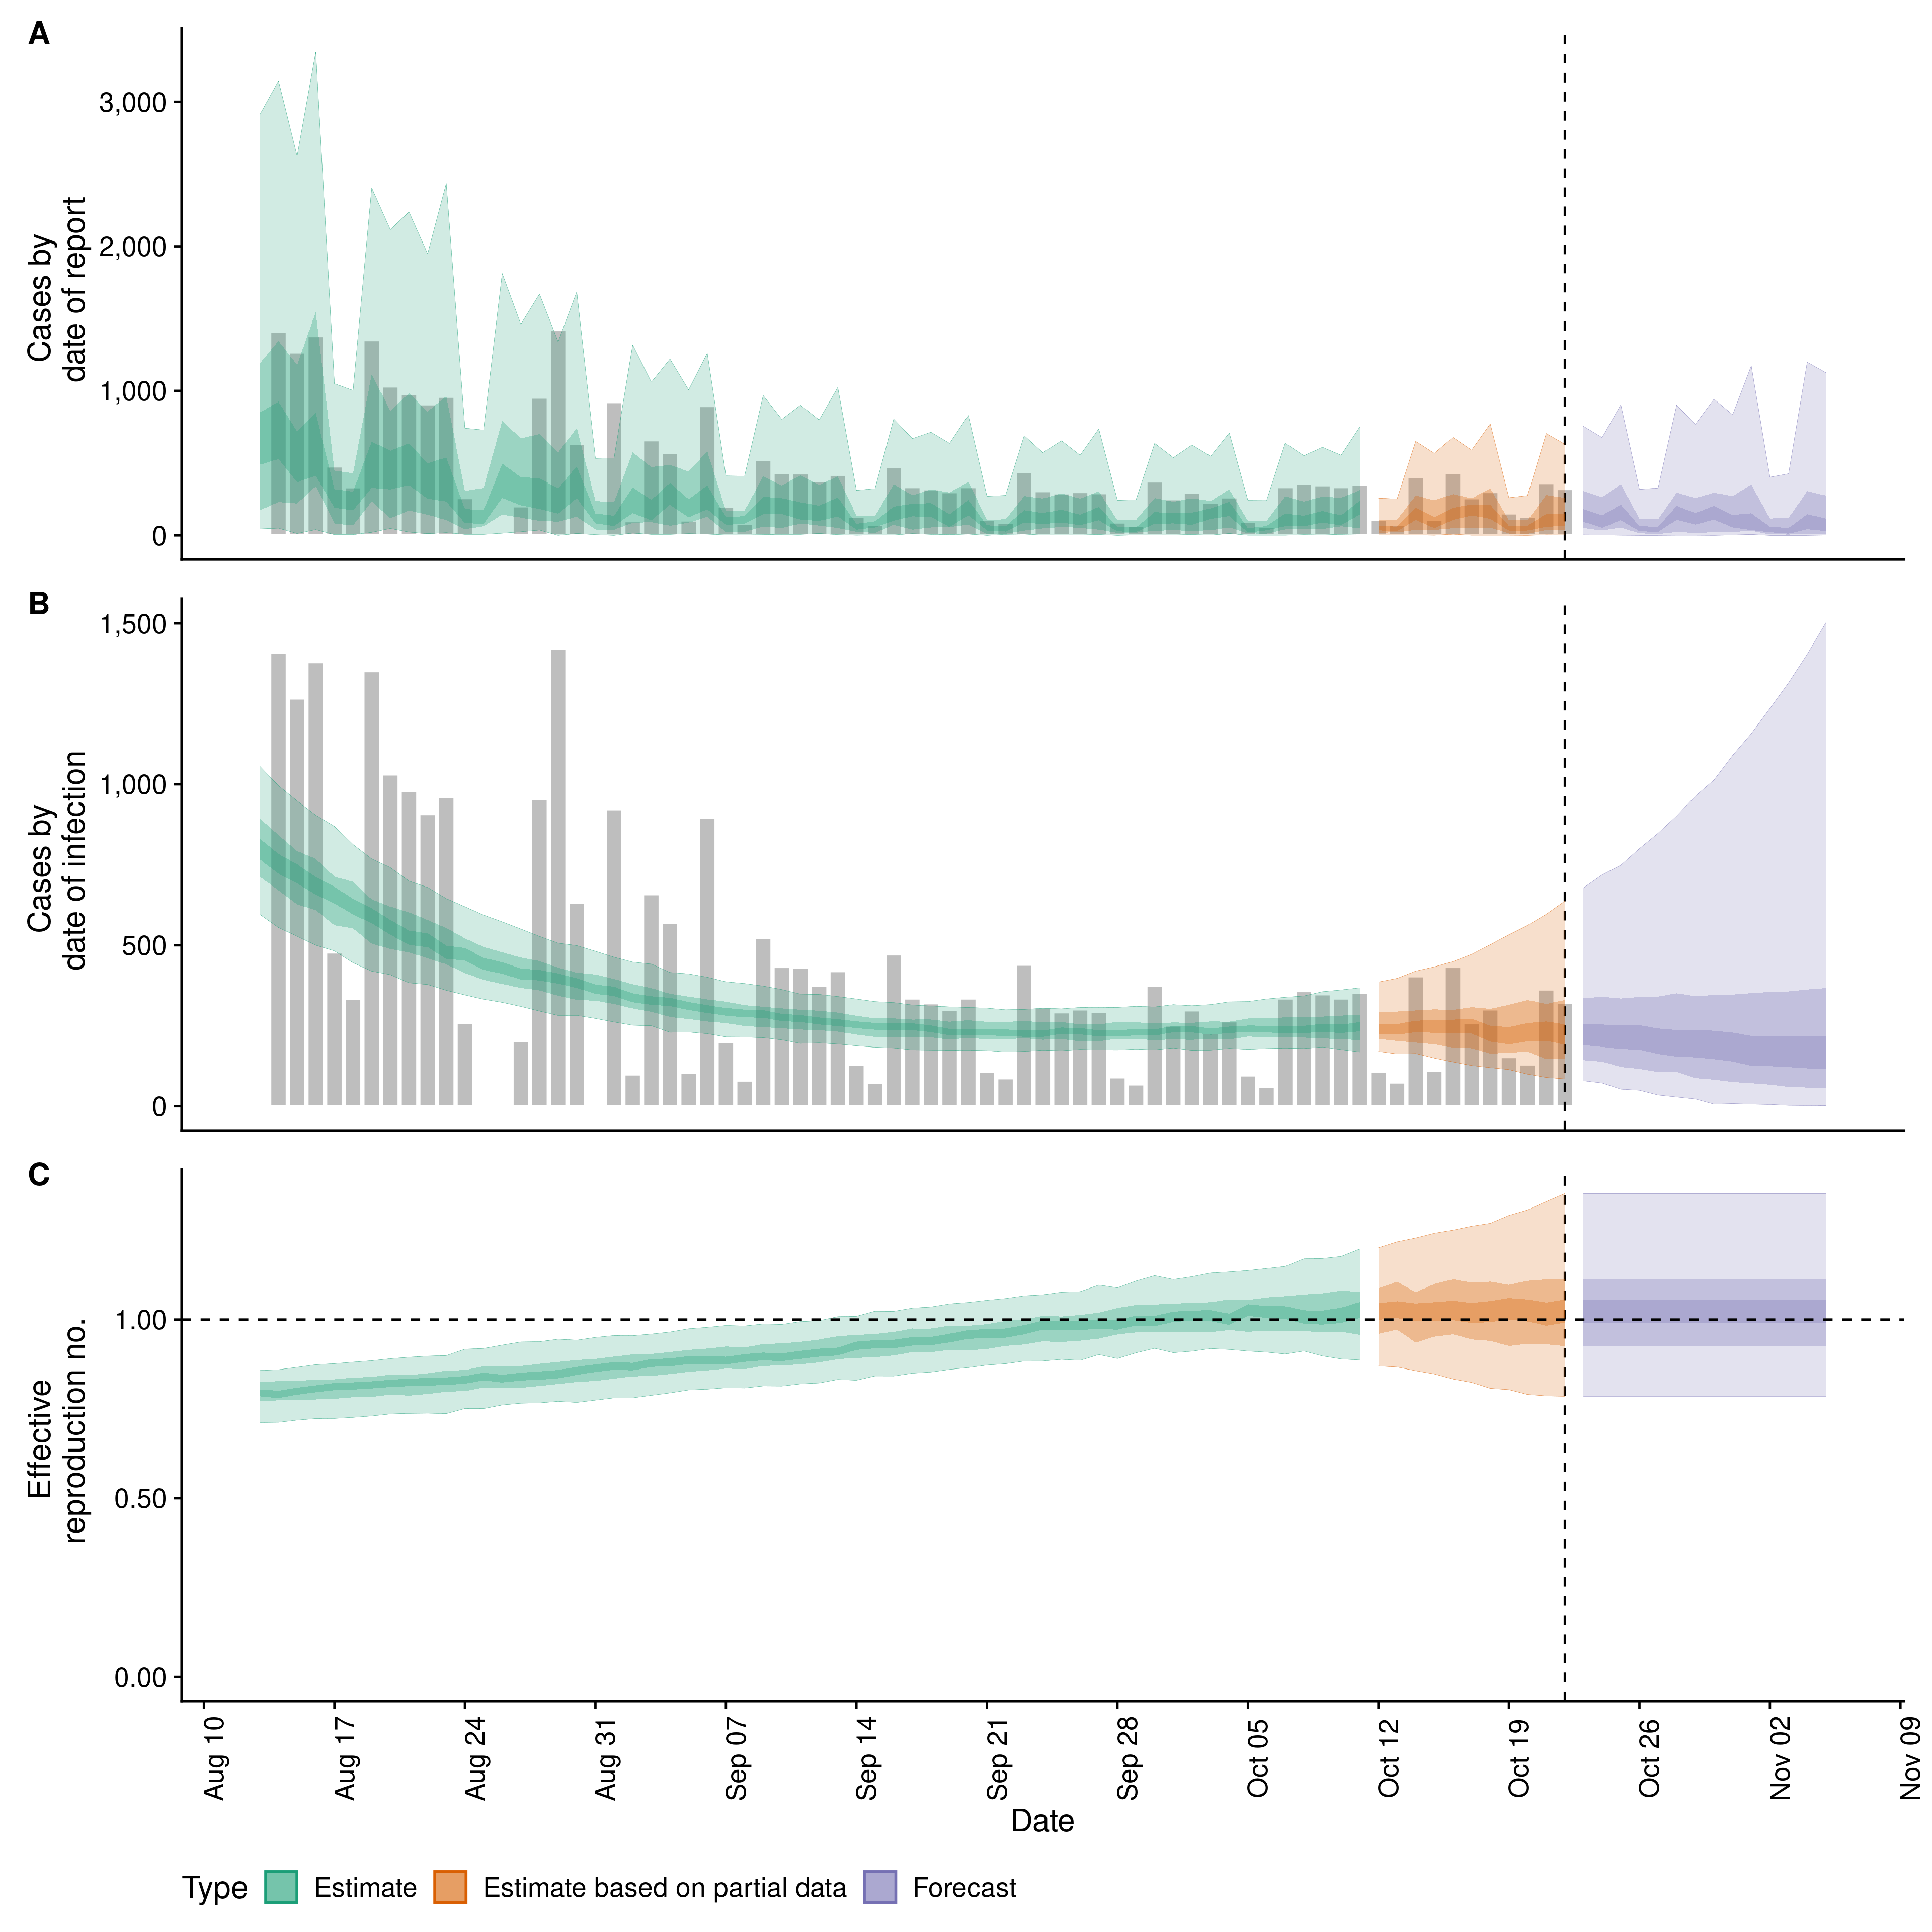 A
Cases by
date of report
3,000
2,000
1,000
0
B
Cases by
date of infection
1,500
1,000
500
0
C
Effective
reproduction no.
1.00
0.50
0.00
Aug 10
Aug 17
Aug 24
Aug 31
Sep 07
Sep 14
Sep 21
Sep 28
Oct 05
Oct 12
Oct 19
Oct 26
Nov 02
Nov 09
Date
Type Estimate Estimate based on partial data Forecast